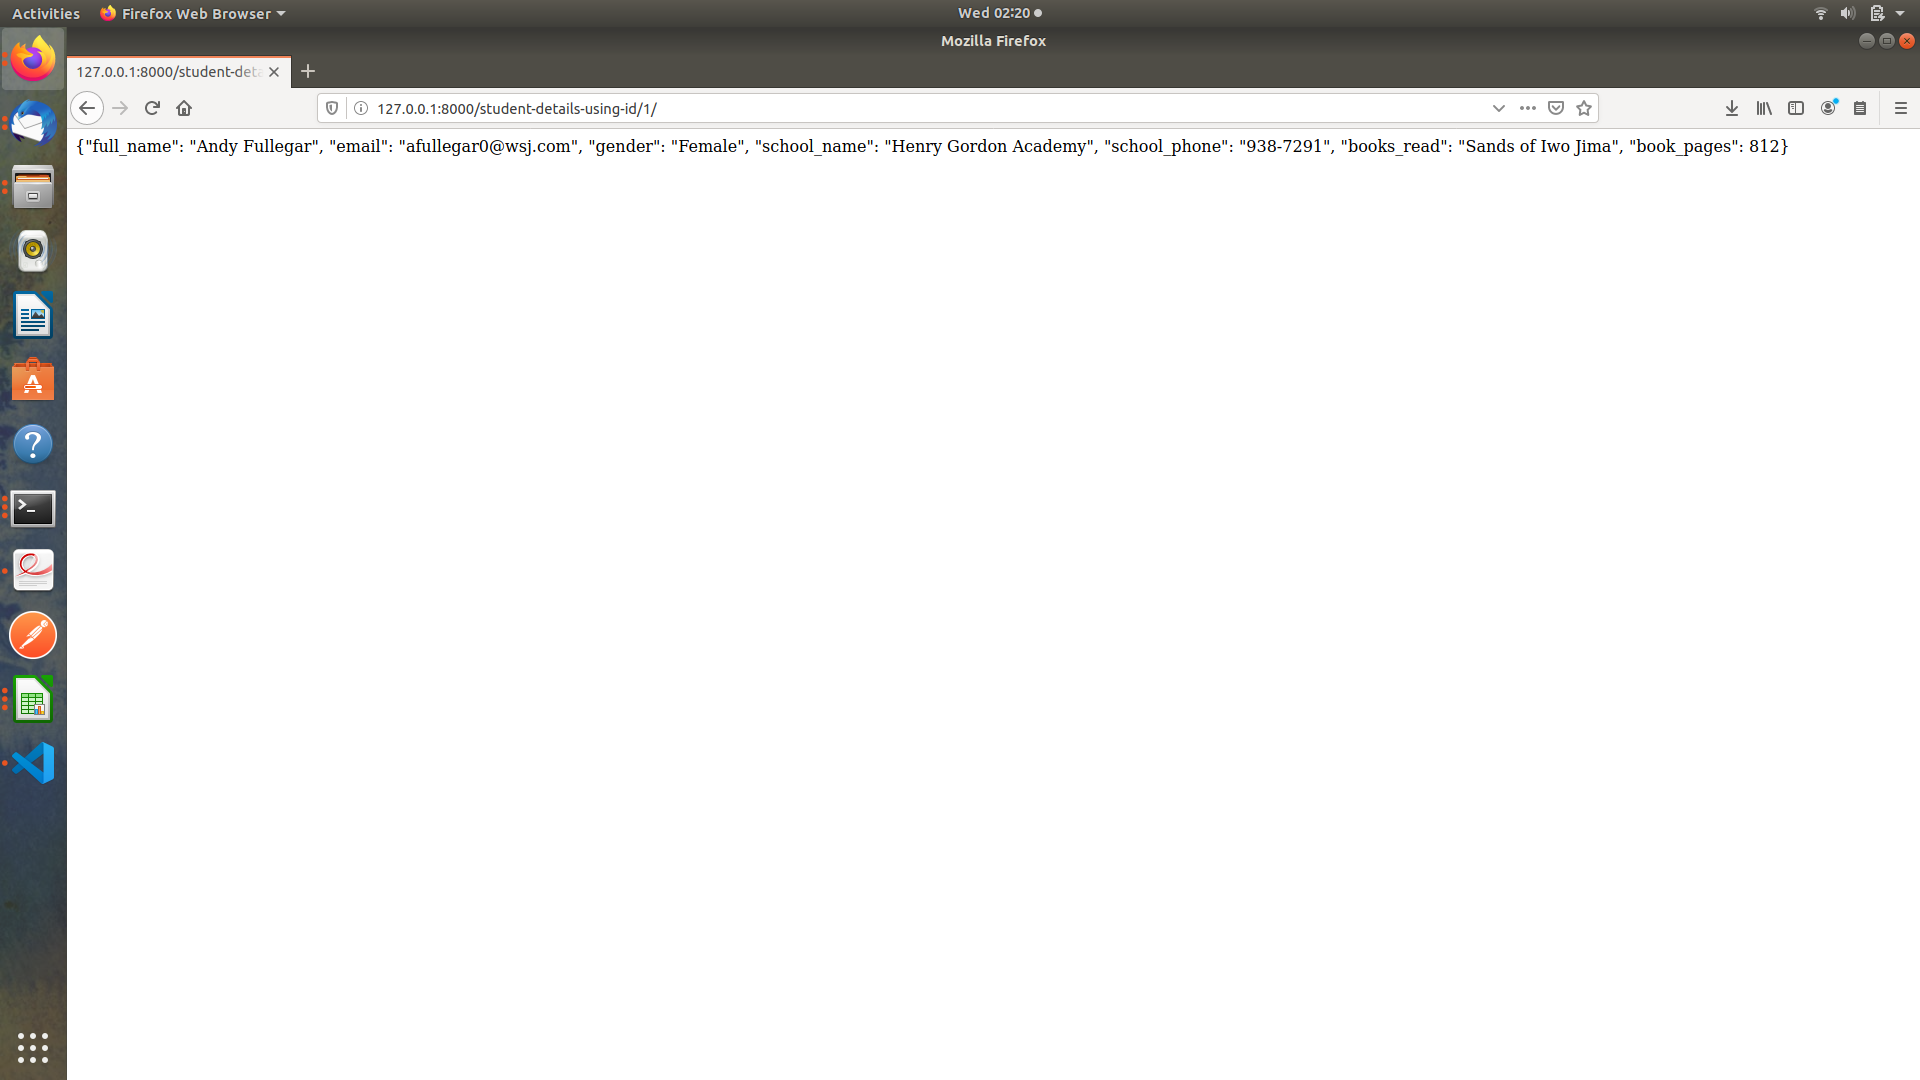 Activities Firefox Web Browser Wed 02:20
Mozilla Firefox
127.0.0.1:8000/student-deta
127.0.0.1:8000/student-details-using-id/1/
{"full_name": "Andy Fullegar", "email": "afullegar0@wsj.com", "gender": "Female", "school_name": "Henry Gordon Academy", "school_phone": "938-7291", "books_read": "Sands of Iwo Jima", "book_pages": 812}